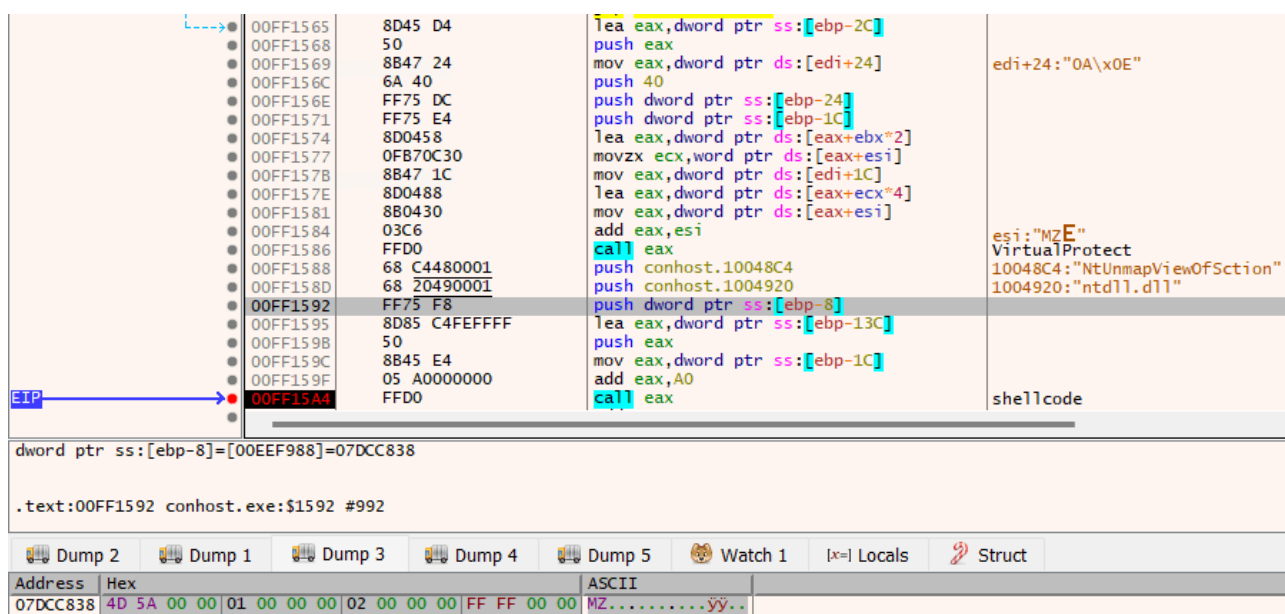 00FF1565 8D45 D4 lea eax,dword ptr ss:[ebp-2C]
00FF1568 50 push eax
00FF1569 8B47 24 mov eax,dword ptr ds:[edi+24] edi+24:"0A\x0E"
00FF156C 6A 40 push 40
00FF156E FF75 DC push dword ptr ss:[ebp-24]
00FF1571 FF75 E4 push dword ptr ss:[ebp-1C]
00FF1574 8D0458 lea eax,dword ptr ds:[eax+ebx*2]
00FF1577 0FB70C30 movzx ecx,word ptr ds:[eax+esi]
00FF157B 8B47 1C mov eax,dword ptr ds:[edi+1C]
00FF157E 8D0488 lea eax,dword ptr ds:[eax+ecx*4]
00FF1581 8B0430 mov eax,dword ptr ds:[eax+esi]
00FF1584 03C6 add eax,esi esi:"MZE"
00FF1586 FFD0 call eax VirtualProtect
00FF1588 68 C4480001 push conhost.10048C4 10048C4:"NtUnmapViewOfSction"
00FF158D 68 20490001 push conhost.1004920 1004920:"ntdll.dll"
00FF1592 FF75 F8 push dword ptr ss:[ebp-8]
00FF1595 8D85 C4FEFFFF lea eax,dword ptr ss:[ebp-13C]
00FF159B 50 push eax
00FF159C 8B45 E4 mov eax,dword ptr ss:[ebp-1C]
00FF159F 05 A0000000 add eax,A0
EIP 00FF15A4 FFD0 call eax shellcode
dword ptr ss:[ebp-8]=[00EEF988]=07DCC838
.text:00FF1592 conhost.exe:$1592 #992
Dump 2 Dump 1 Dump 3 Dump 4 Dump 5 Watch 1 [x=] Locals Struct
Address Hex ASCII
07DCC838 4D 5A 00 00 01 00 00 00 02 00 00 00 FF FF 00 00 MZ..........ÿÿ..